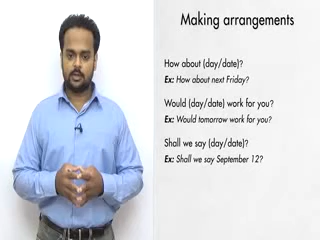 Making arrangements
How about (day/date)?
Ex: How about next Friday?
Would (day/date) work for you?
Ex: Would tomorrow work for you?
Shall we say (day/date)?
Ex: Shall we say September 12?